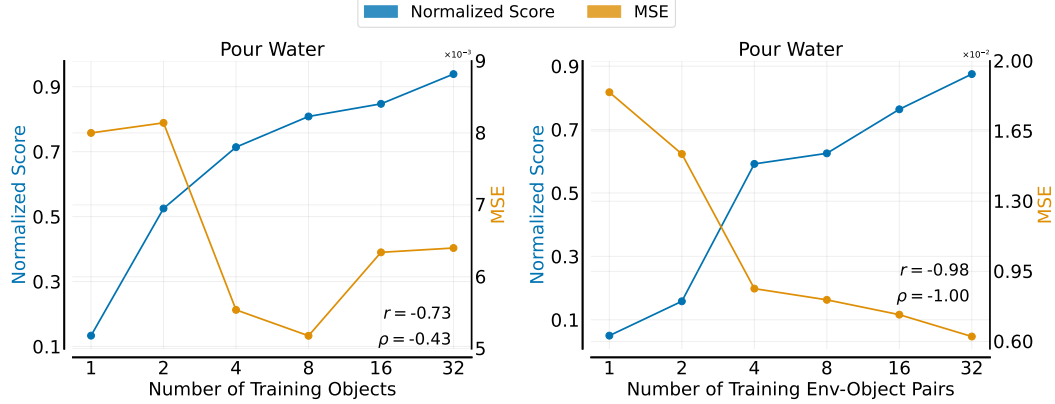 Normalized Score MSE
Pour Water
×10⁻³
0.9
0.7
0.5
0.3
0.1
Normalized Score
9
8
7
6
5
MSE
r = -0.73
ρ = -0.43
1 2 4 8 16 32
Number of Training Objects
Pour Water
×10⁻²
0.9
0.7
0.5
0.3
0.1
Normalized Score
2.00
1.65
1.30
0.95
0.60
MSE
r = -0.98
ρ = -1.00
1 2 4 8 16 32
Number of Training Env-Object Pairs